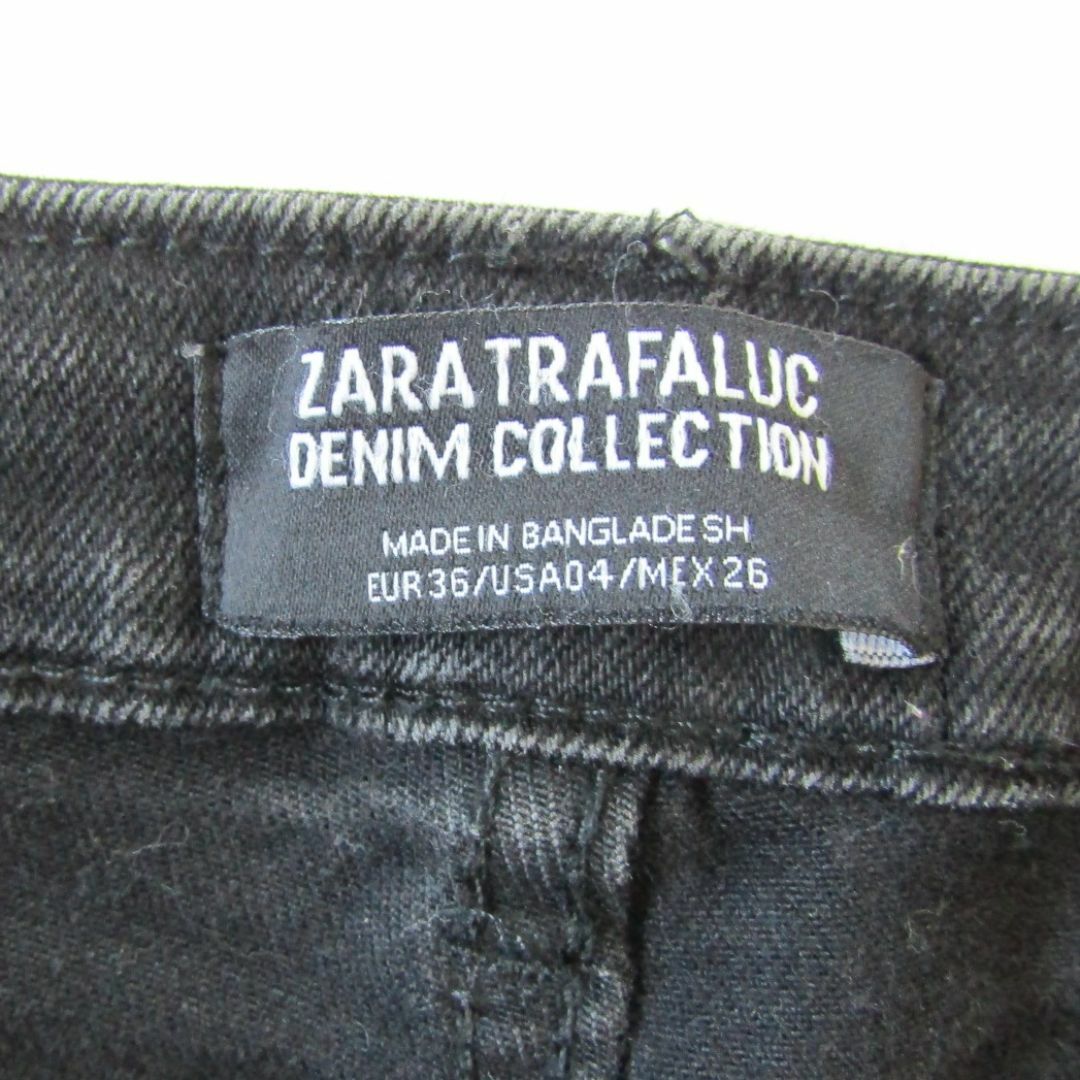 ZARA TRAFALUC
DENIM COLLECTION
MADE IN BANGLADESH
EUR 36/USA 04/MEX 26